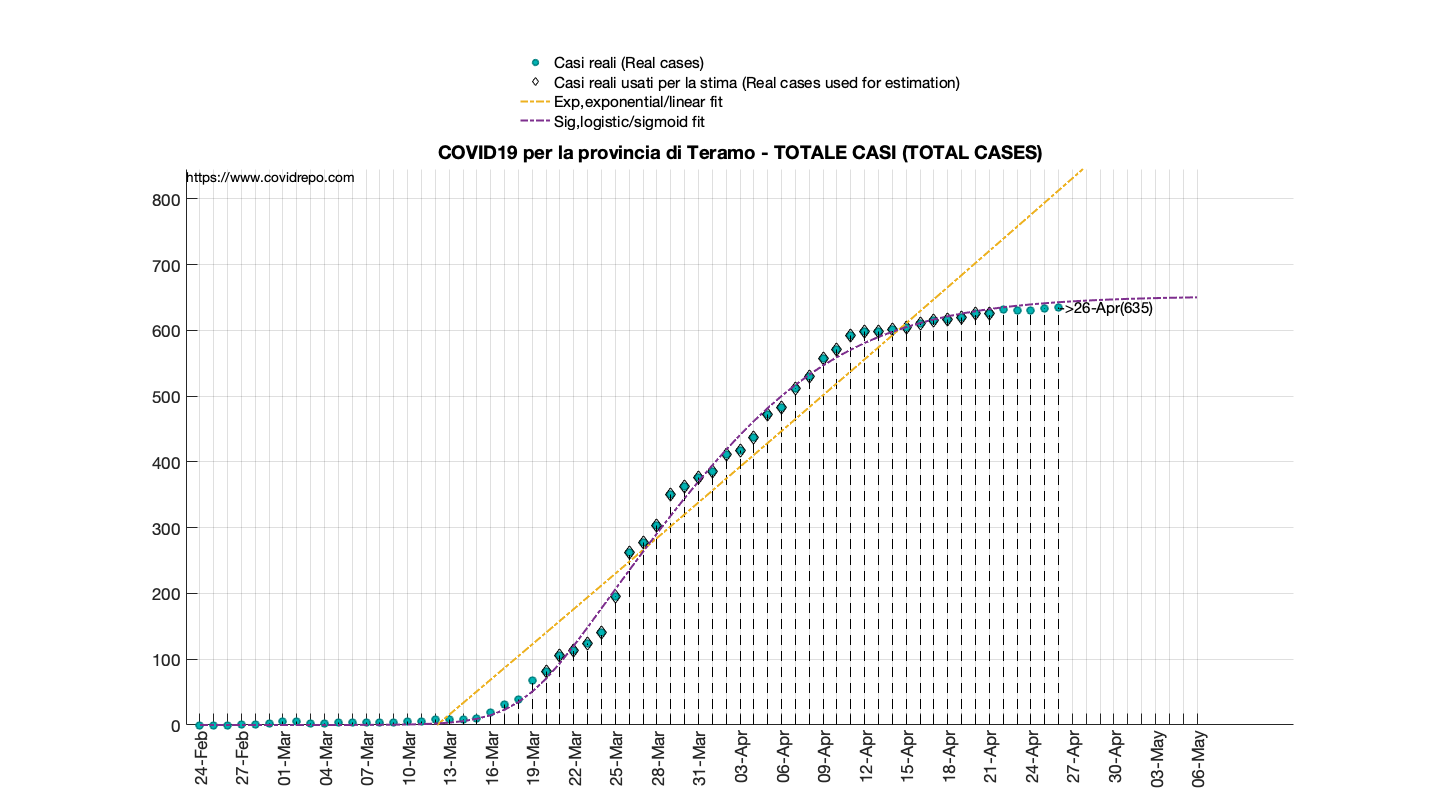 Casi reali (Real cases)
Casi reali usati per la stima (Real cases used for estimation)
Exp,exponential/linear fit
Sig,logistic/sigmoid fit
COVID19 per la provincia di Teramo - TOTALE CASI (TOTAL CASES)
https://www.covidrepo.com
800
700
600
500
400
300
200
100
0
->26-Apr(635)
24-Feb
27-Feb
01-Mar
04-Mar
07-Mar
10-Mar
13-Mar
16-Mar
19-Mar
22-Mar
25-Mar
28-Mar
31-Mar
03-Apr
06-Apr
09-Apr
12-Apr
15-Apr
18-Apr
21-Apr
24-Apr
27-Apr
30-Apr
03-May
06-May